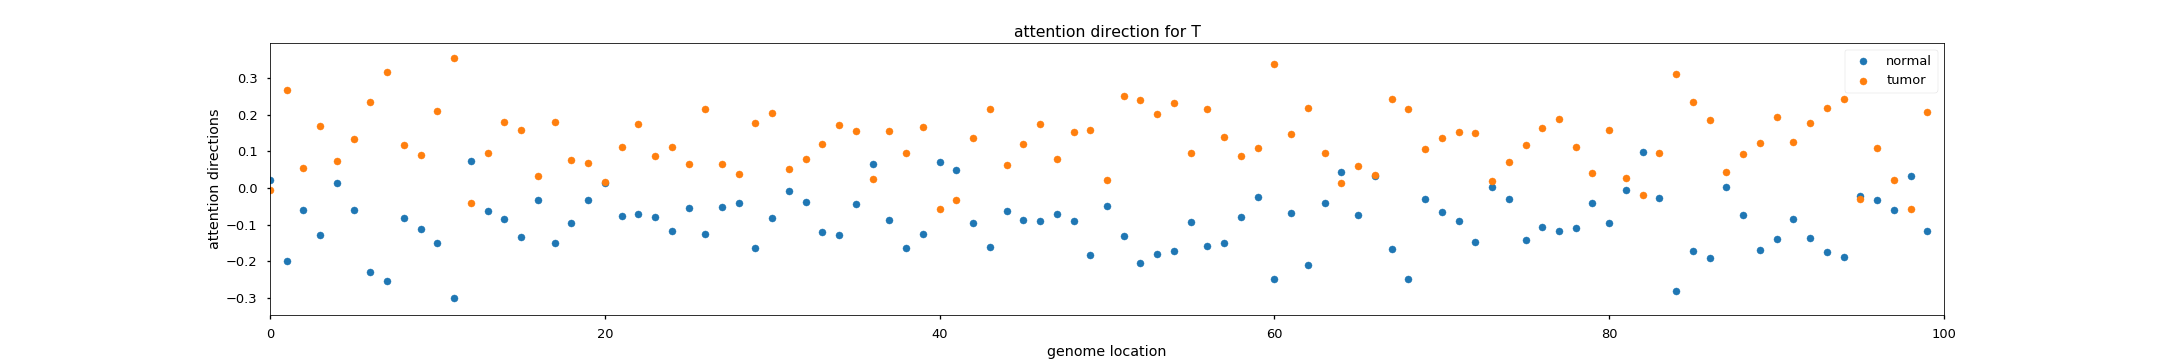 attention direction for T
attention directions
0.3
0.2
0.1
0.0
−0.1
−0.2
−0.3
normal
tumor
0 20 40 60 80 100
genome location